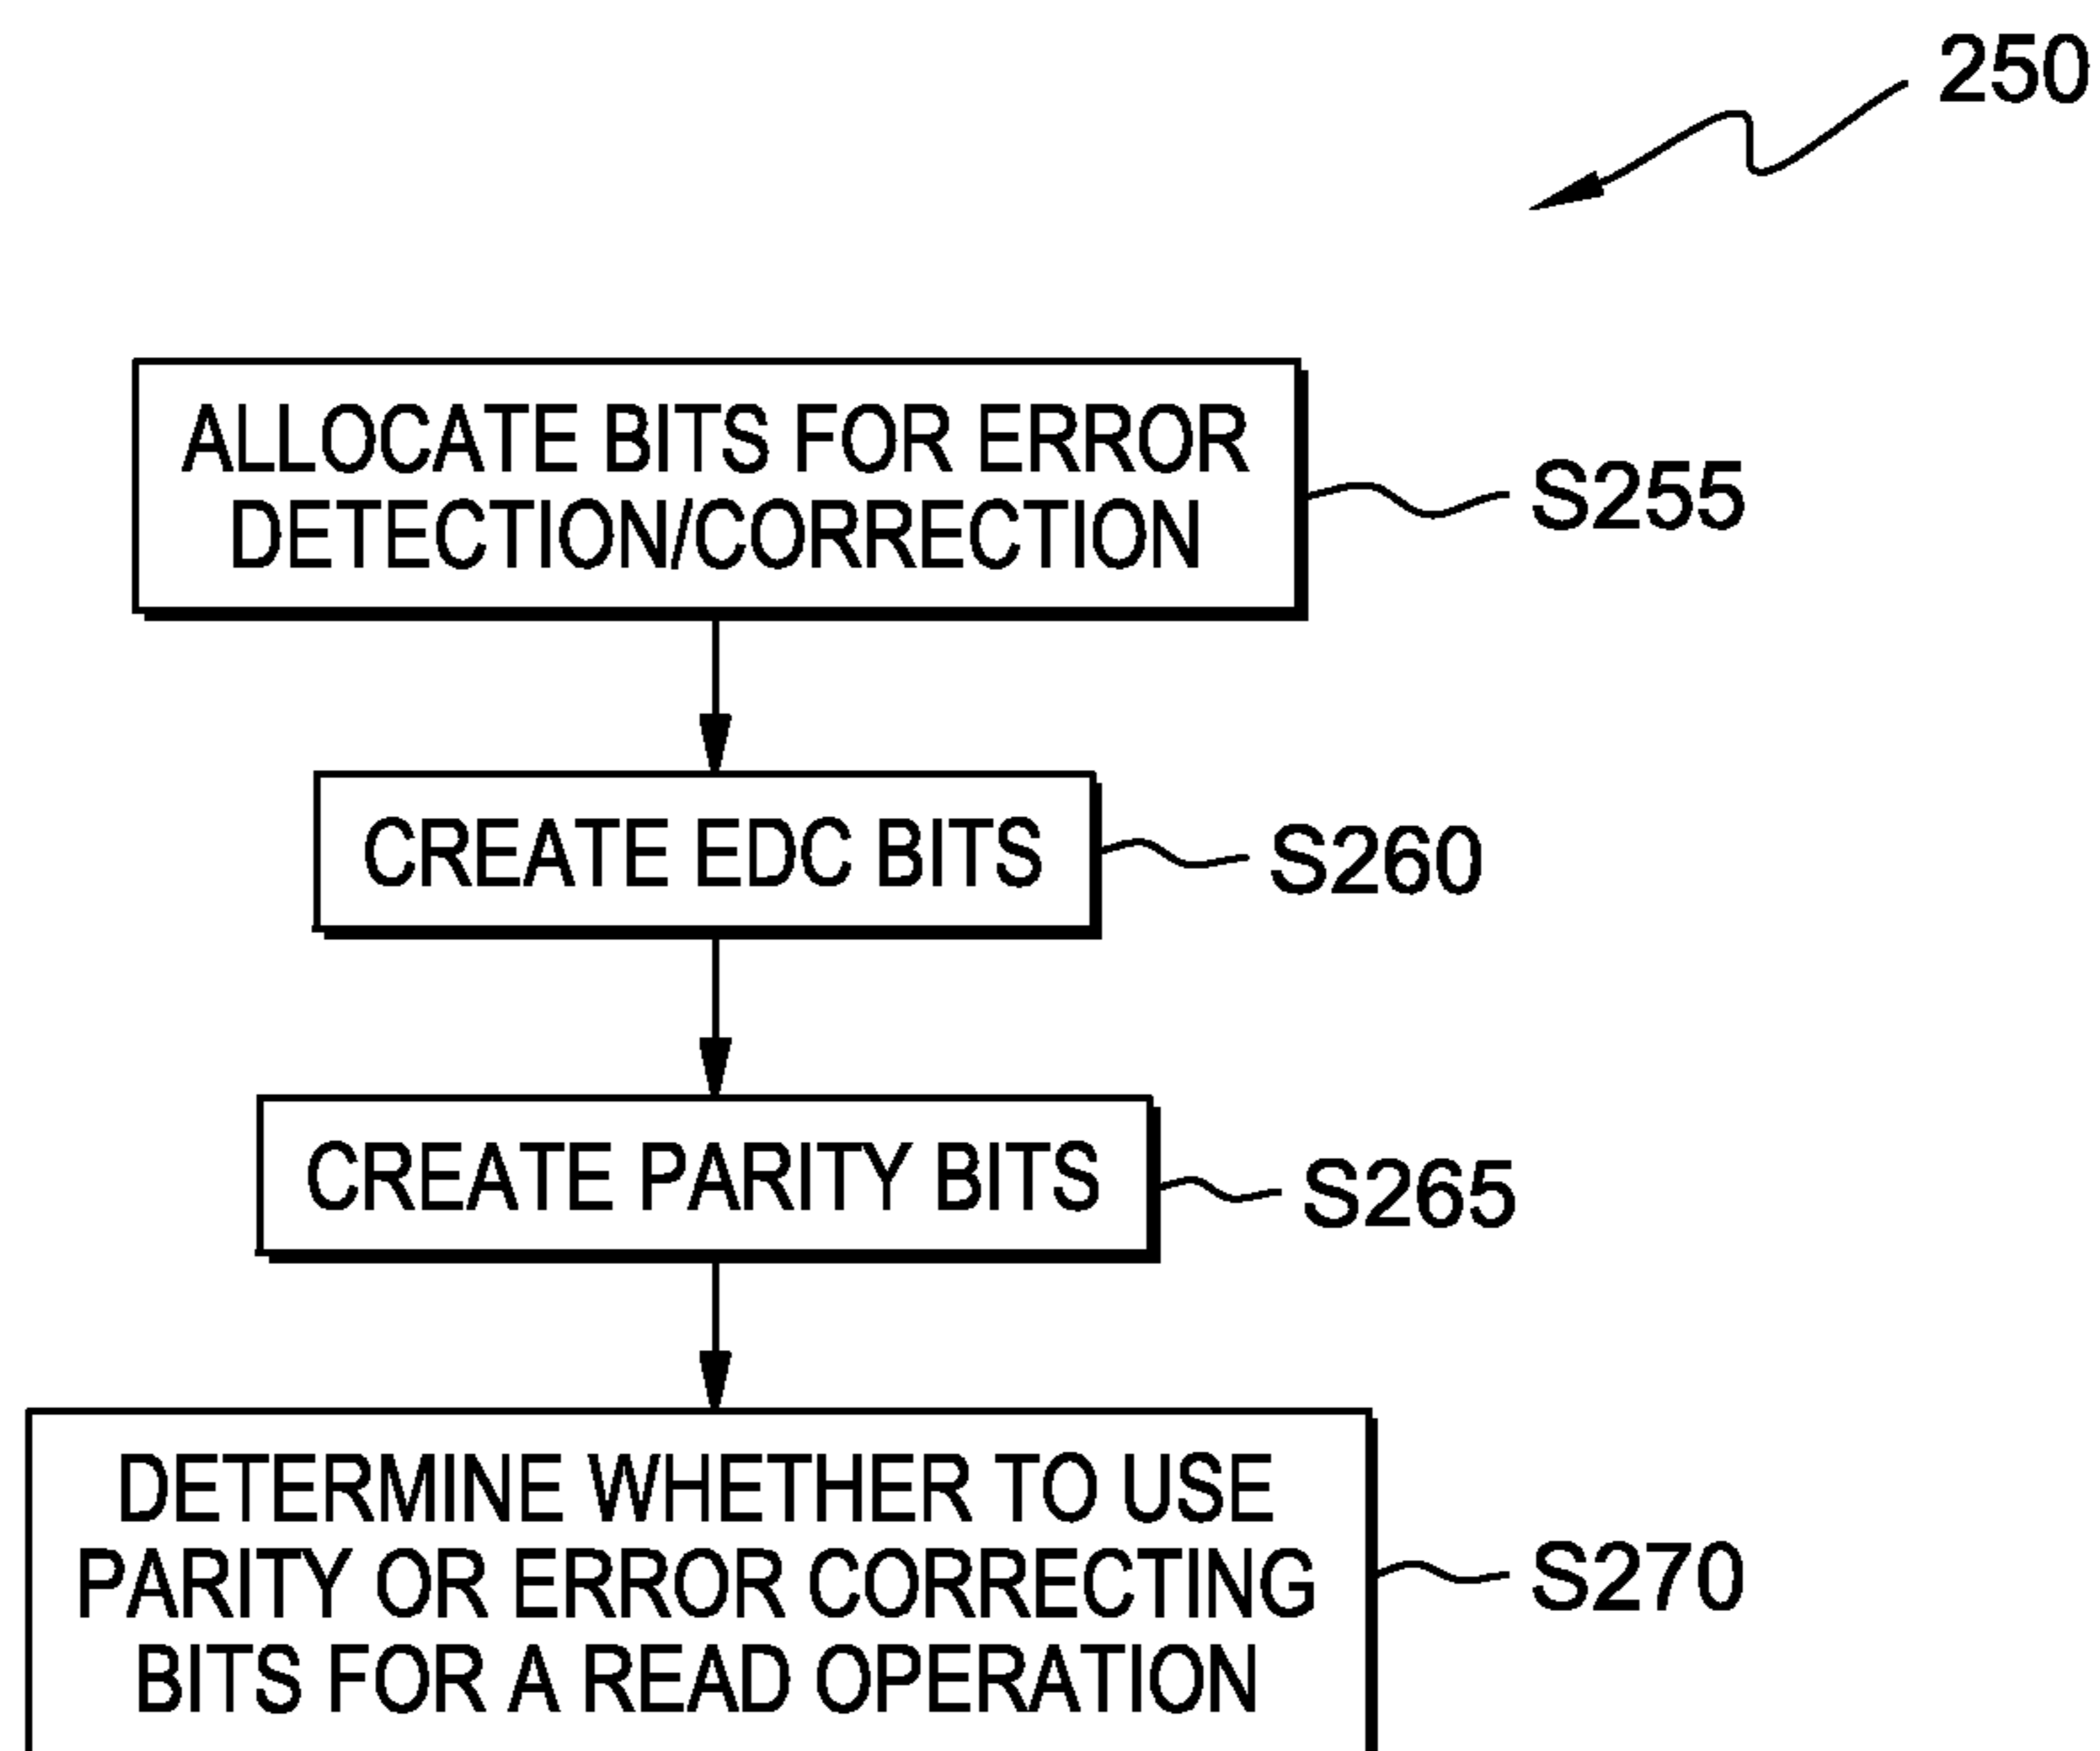 250
ALLOCATE BITS FOR ERROR
DETECTION/CORRECTION
S255
CREATE EDC BITS
S260
CREATE PARITY BITS
S265
DETERMINE WHETHER TO USE
PARITY OR ERROR CORRECTING
BITS FOR A READ OPERATION
S270